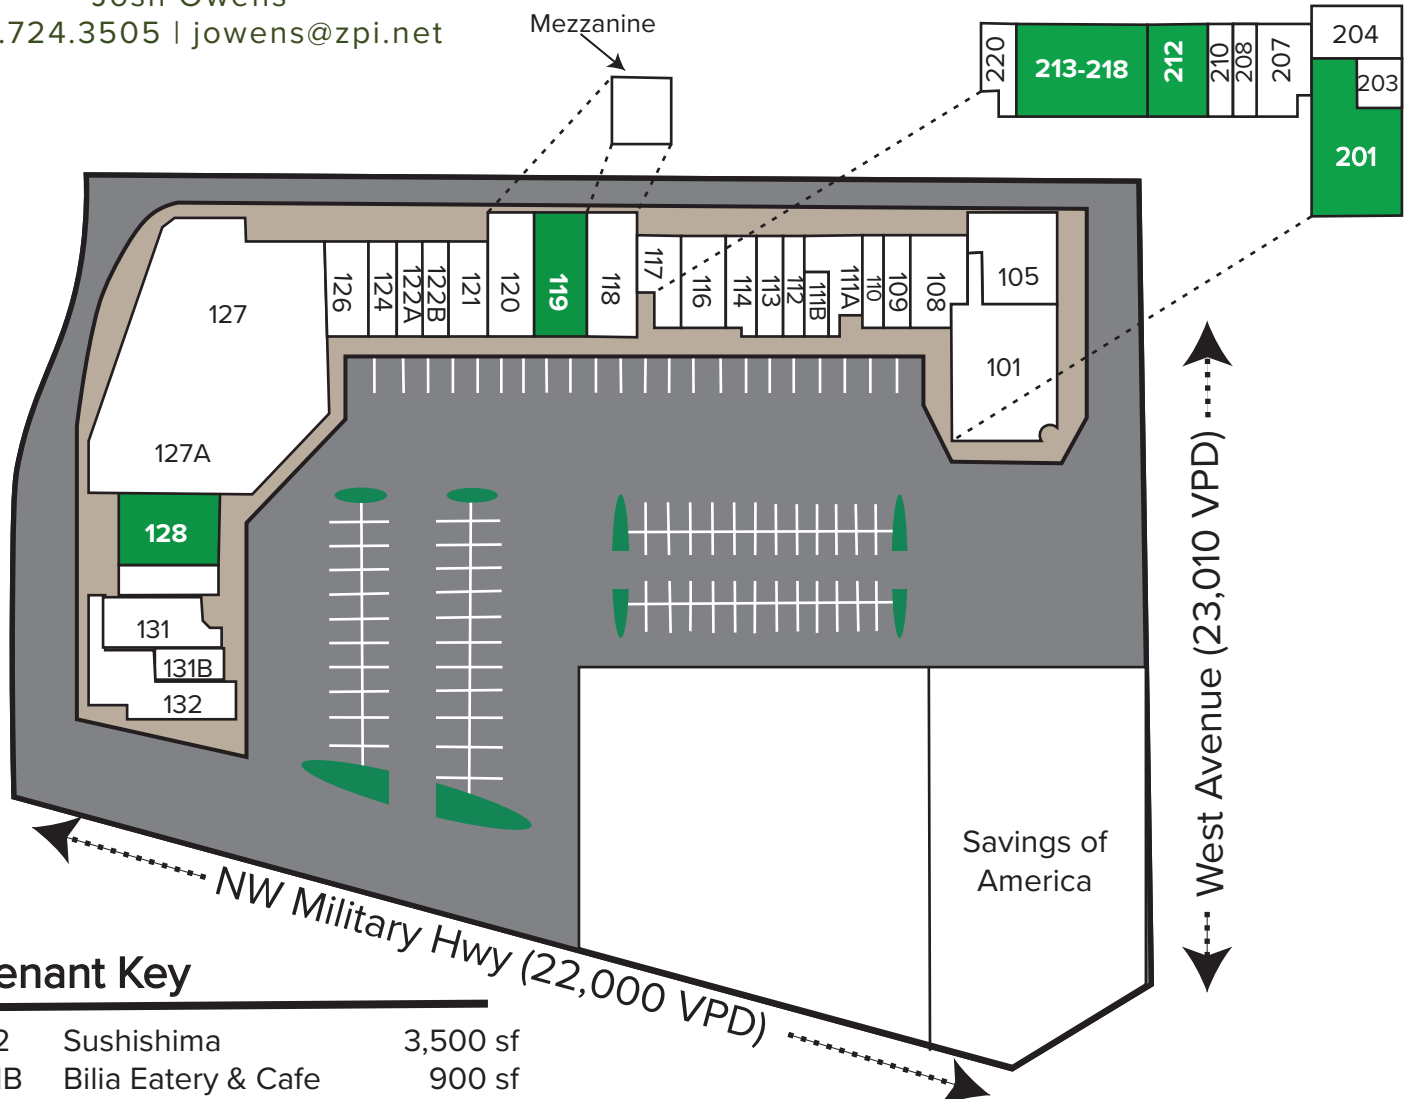 Josh Owens
.724.3505 | jowens@zpi.net
Mezzanine
220
213-218
212
210
208
207
204
203
201
127
126
124
122A
122B
121
120
119
118
117
116
114
113
112
111B
111A
110
109
108
105
101
127A
128
131
131B
132
West Avenue (23,010 VPD)
Savings of
America
NW Military Hwy (22,000 VPD)
enant Key
2 Sushishima 3,500 sf
1B Bilia Eatery & Cafe 900 sf